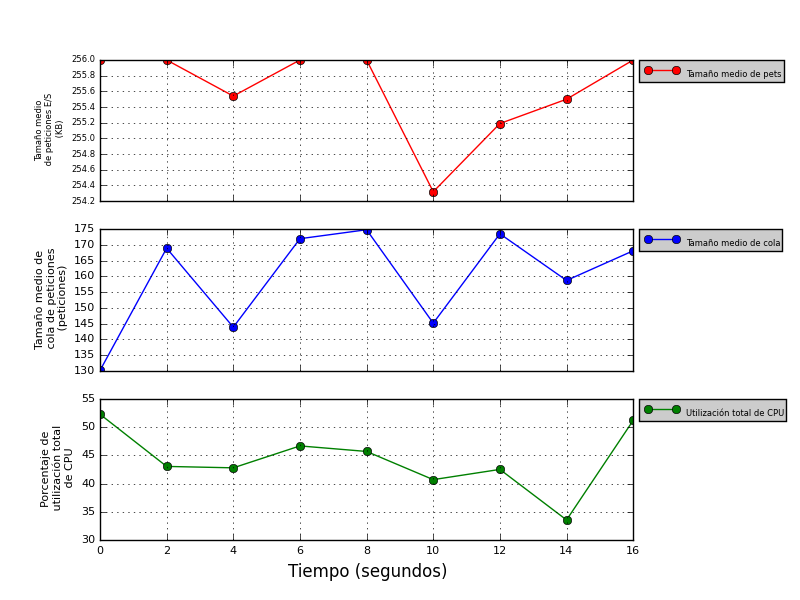 256.0
255.8
255.6
255.4
255.2
255.0
254.8
254.6
254.4
254.2
Tamaño medio
de peticiones E/S
(KB)
Tamaño medio de pets
175
170
165
160
155
150
145
140
135
130
Tamaño medio de
cola de peticiones
(peticiones)
Tamaño medio de cola
55
50
45
40
35
30
Porcentaje de
utilización total
de CPU
Utilización total de CPU
0 2 4 6 8 10 12 14 16
Tiempo (segundos)